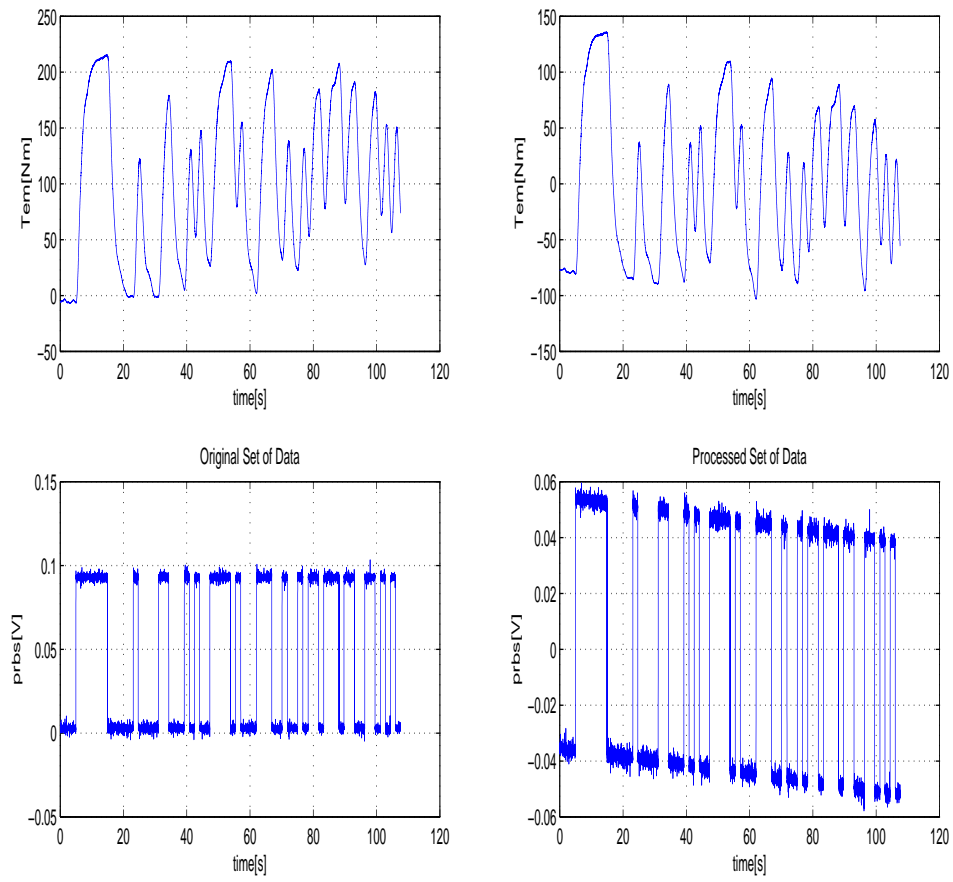 250
200
150
100
50
0
−50
0 20 40 60 80 100 120
Tem[Nm]
time[s]
150
100
50
0
−50
−100
−150
0 20 40 60 80 100 120
Tem[Nm]
time[s]
Original Set of Data
0.15
0.1
0.05
0
−0.05
0 20 40 60 80 100 120
prbs[V]
time[s]
Processed Set of Data
0.06
0.04
0.02
0
−0.02
−0.04
−0.06
0 20 40 60 80 100 120
prbs[V]
time[s]